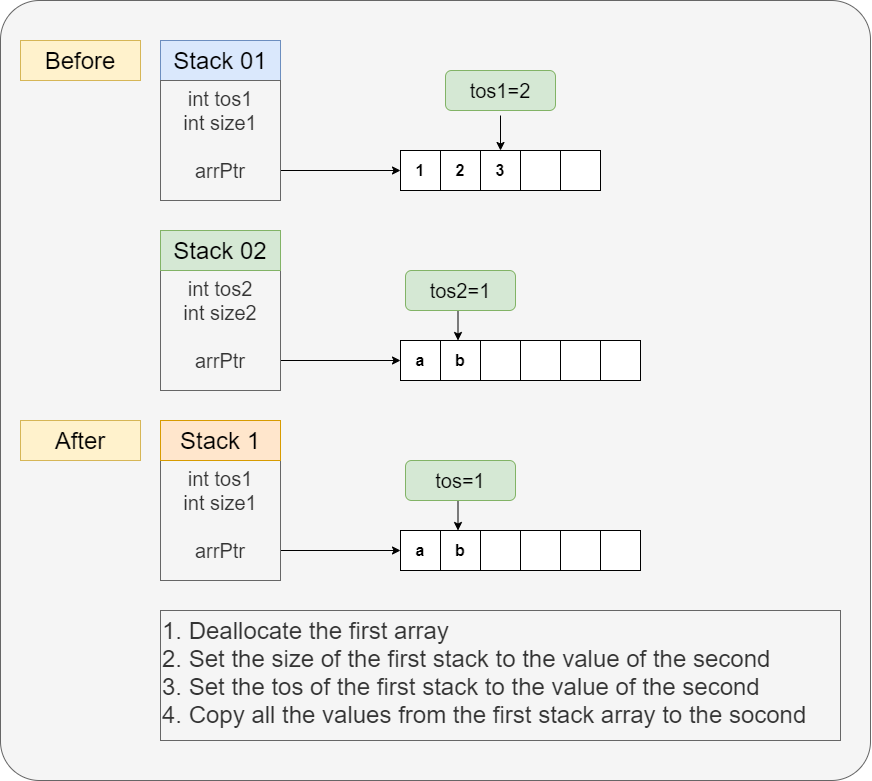 Before
Stack 01
int tos1
int size1
arrPtr
tos1=2
1 2 3
Stack 02
int tos2
int size2
arrPtr
tos2=1
a b
After
Stack 1
int tos1
int size1
arrPtr
tos=1
a b
1. Deallocate the first array
2. Set the size of the first stack to the value of the second
3. Set the tos of the first stack to the value of the second
4. Copy all the values from the first stack array to the socond